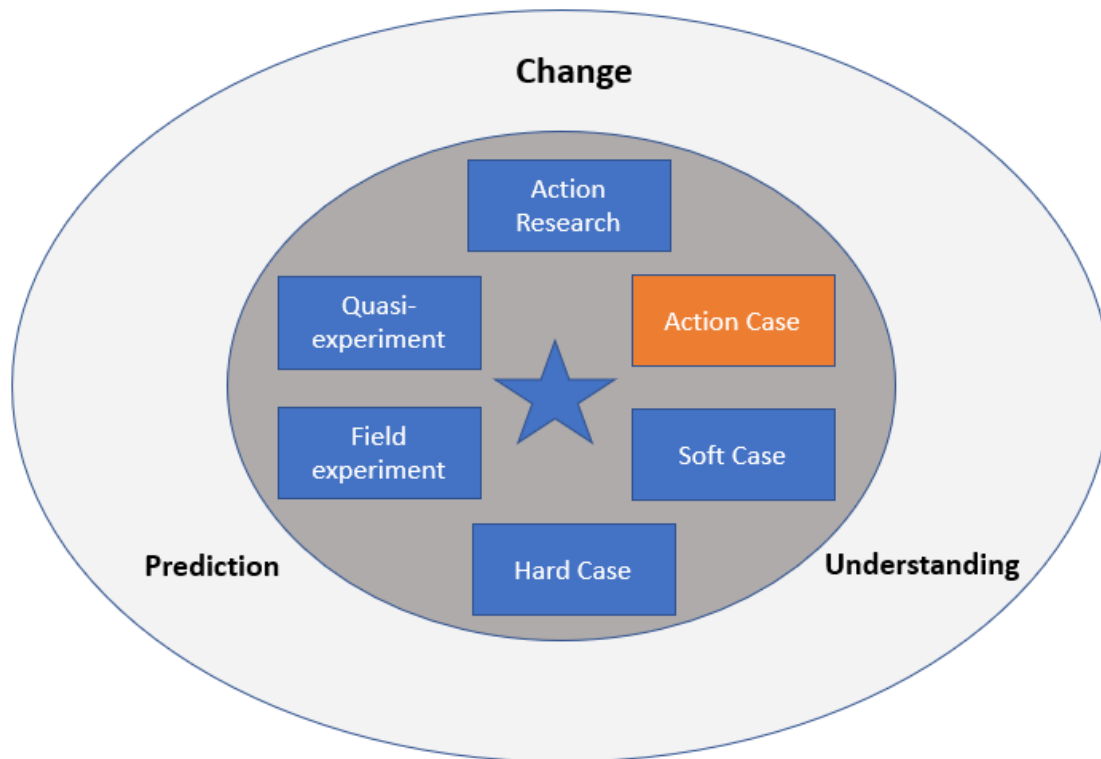 Change
Action
Research
Quasi-
experiment
Action Case
Field
experiment
Soft Case
Prediction
Hard Case
Understanding